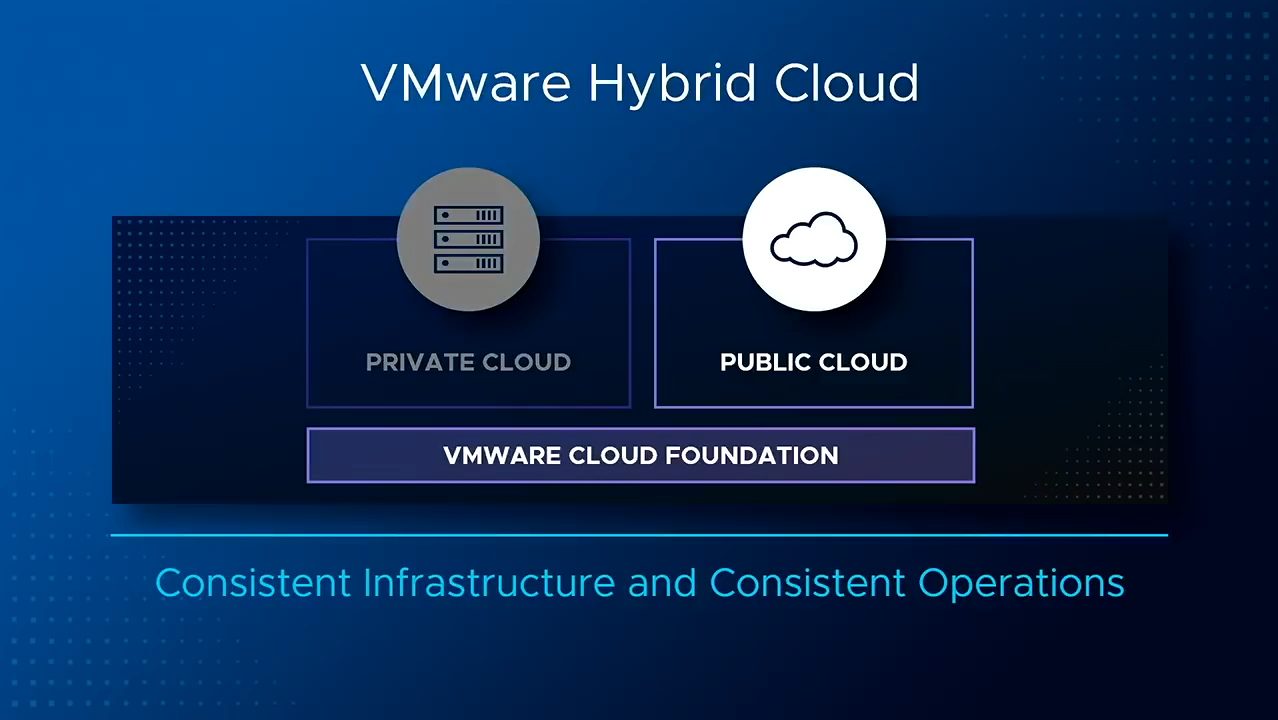 VMware Hybrid Cloud
PRIVATE CLOUD
PUBLIC CLOUD
VMWARE CLOUD FOUNDATION
Consistent Infrastructure and Consistent Operations